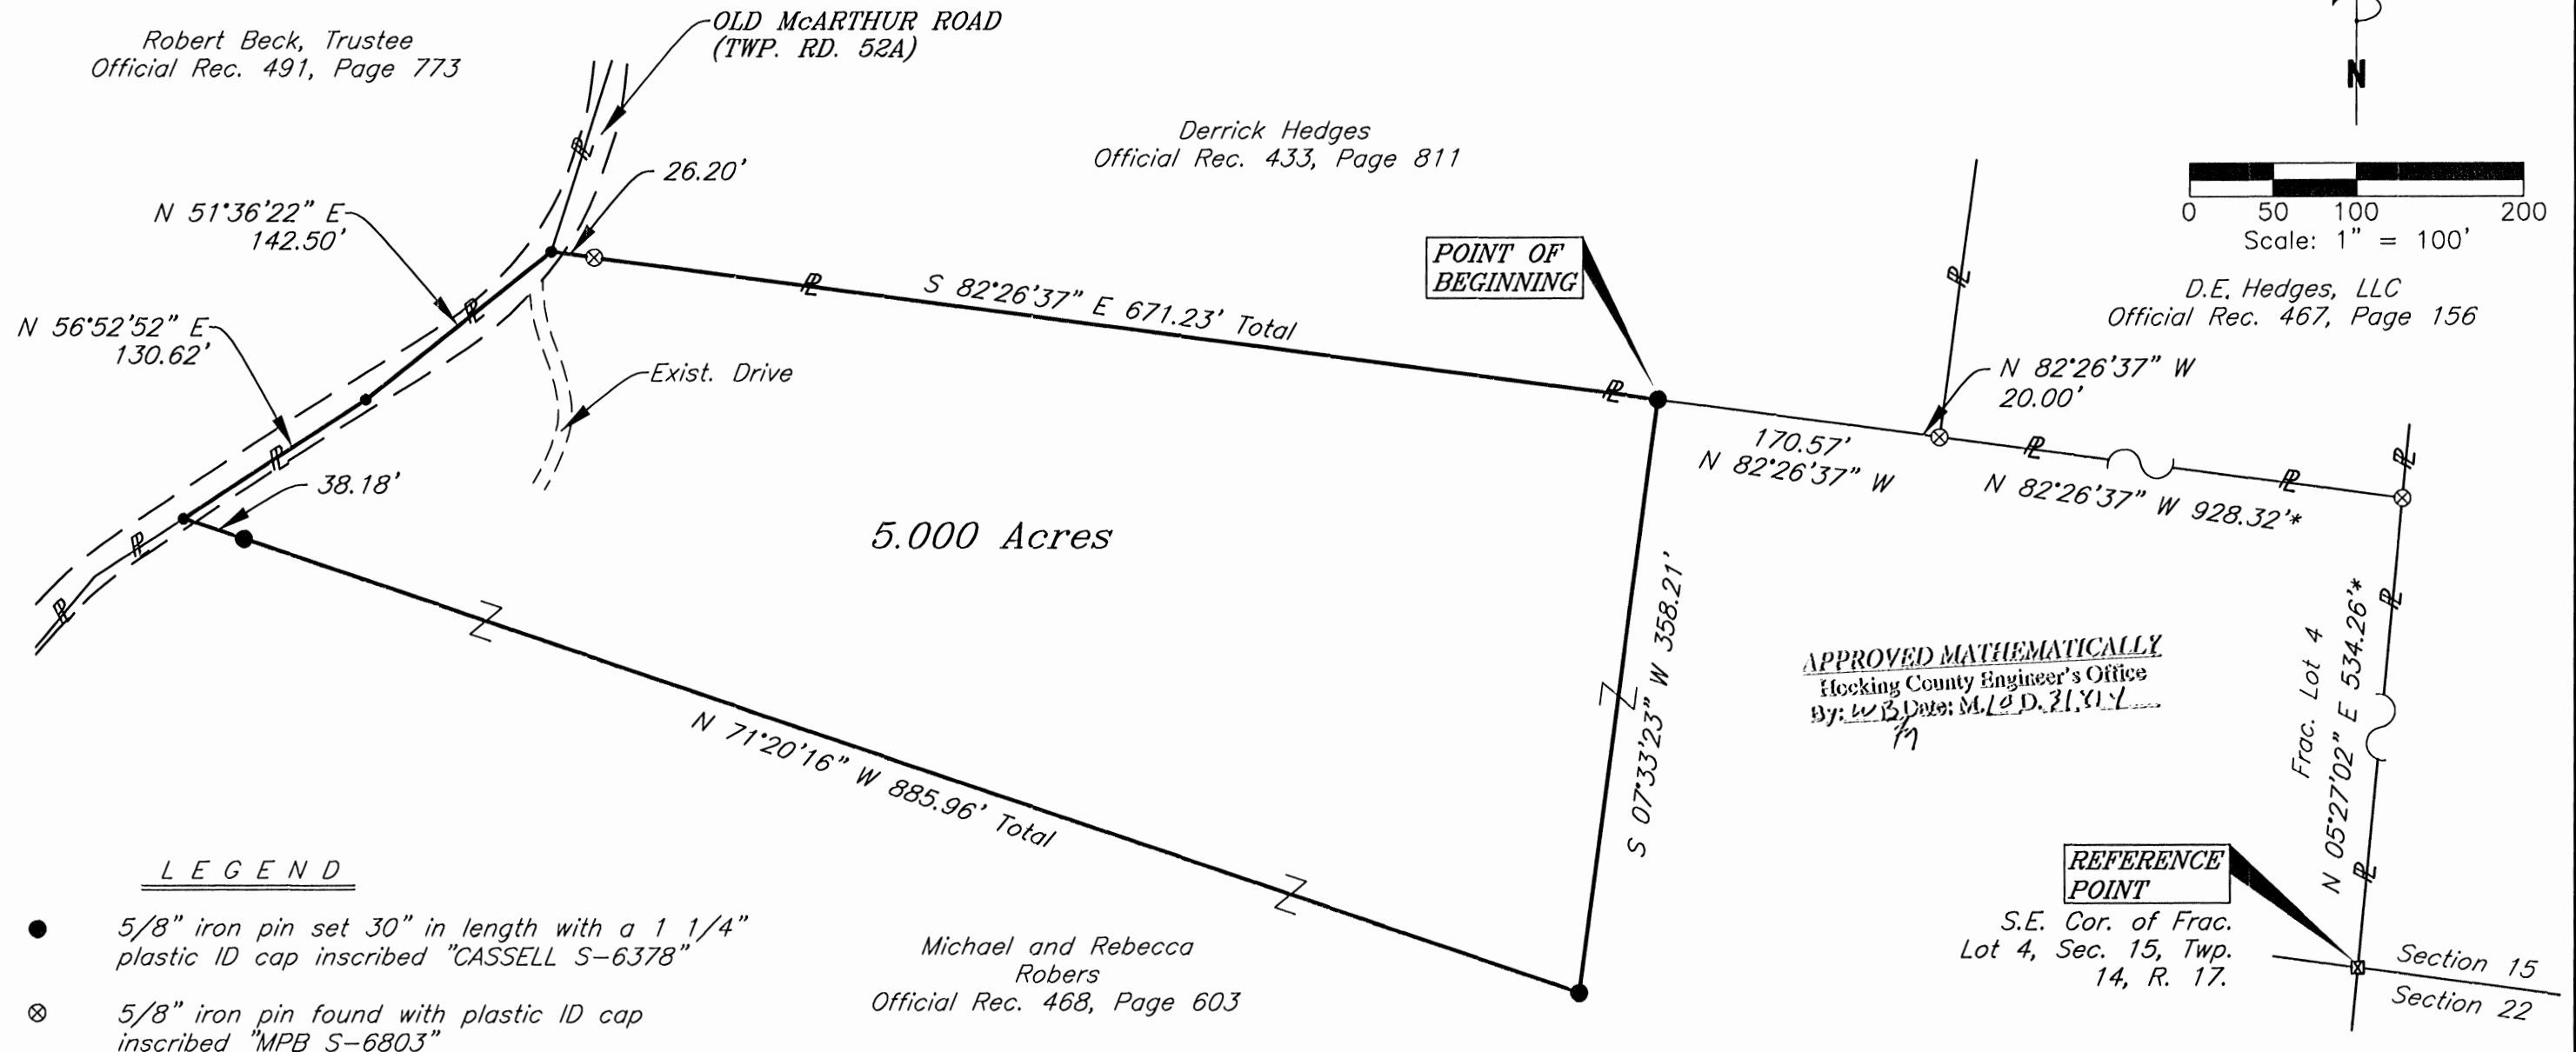 Robert Beck, Trustee
Official Rec. 491, Page 773
OLD McARTHUR ROAD
(TWP. RD. 52A)
Derrick Hedges
Official Rec. 433, Page 811
N
0 50 100 200
Scale: 1" = 100'
D.E. Hedges, LLC
Official Rec. 467, Page 156
26.20'
N 51°36'22" E
142.50'
N 56°52'52" E
130.62'
38.18'
Exist. Drive
S 82°26'37" E 671.23' Total
POINT OF
BEGINNING
N 82°26'37" W
20.00'
170.57'
N 82°26'37" W
N 82°26'37" W 928.32'*
5.000 Acres
S 07°33'23" W 358.21'
N 71°20'16" W 885.96' Total
APPROVED MATHEMATICALLY
Hocking County Engineer's Office
By: WB Date: M.10 D.31,Y14
Frac. Lot 4
N 05°27'02" E 534.26'*
REFERENCE
POINT
S.E. Cor. of Frac.
Lot 4, Sec. 15, Twp.
14, R. 17.
Section 15
Section 22
Michael and Rebecca
Robers
Official Rec. 468, Page 603
LEGEND
5/8" iron pin set 30" in length with a 1 1/4"
plastic ID cap inscribed "CASSELL S-6378"
5/8" iron pin found with plastic ID cap
inscribed "MPB S-6803"